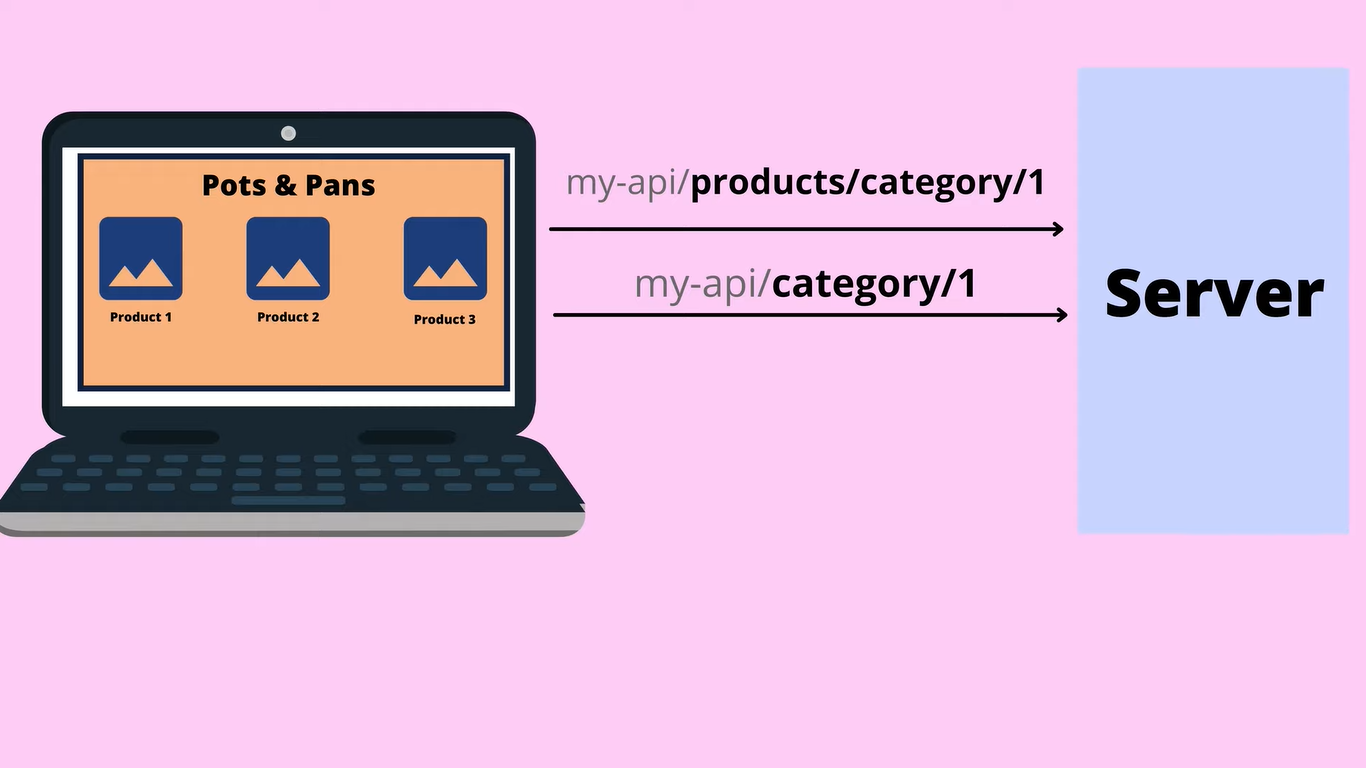 Pots & Pans
Product 1
Product 2
Product 3
my-api/products/category/1
my-api/category/1
Server